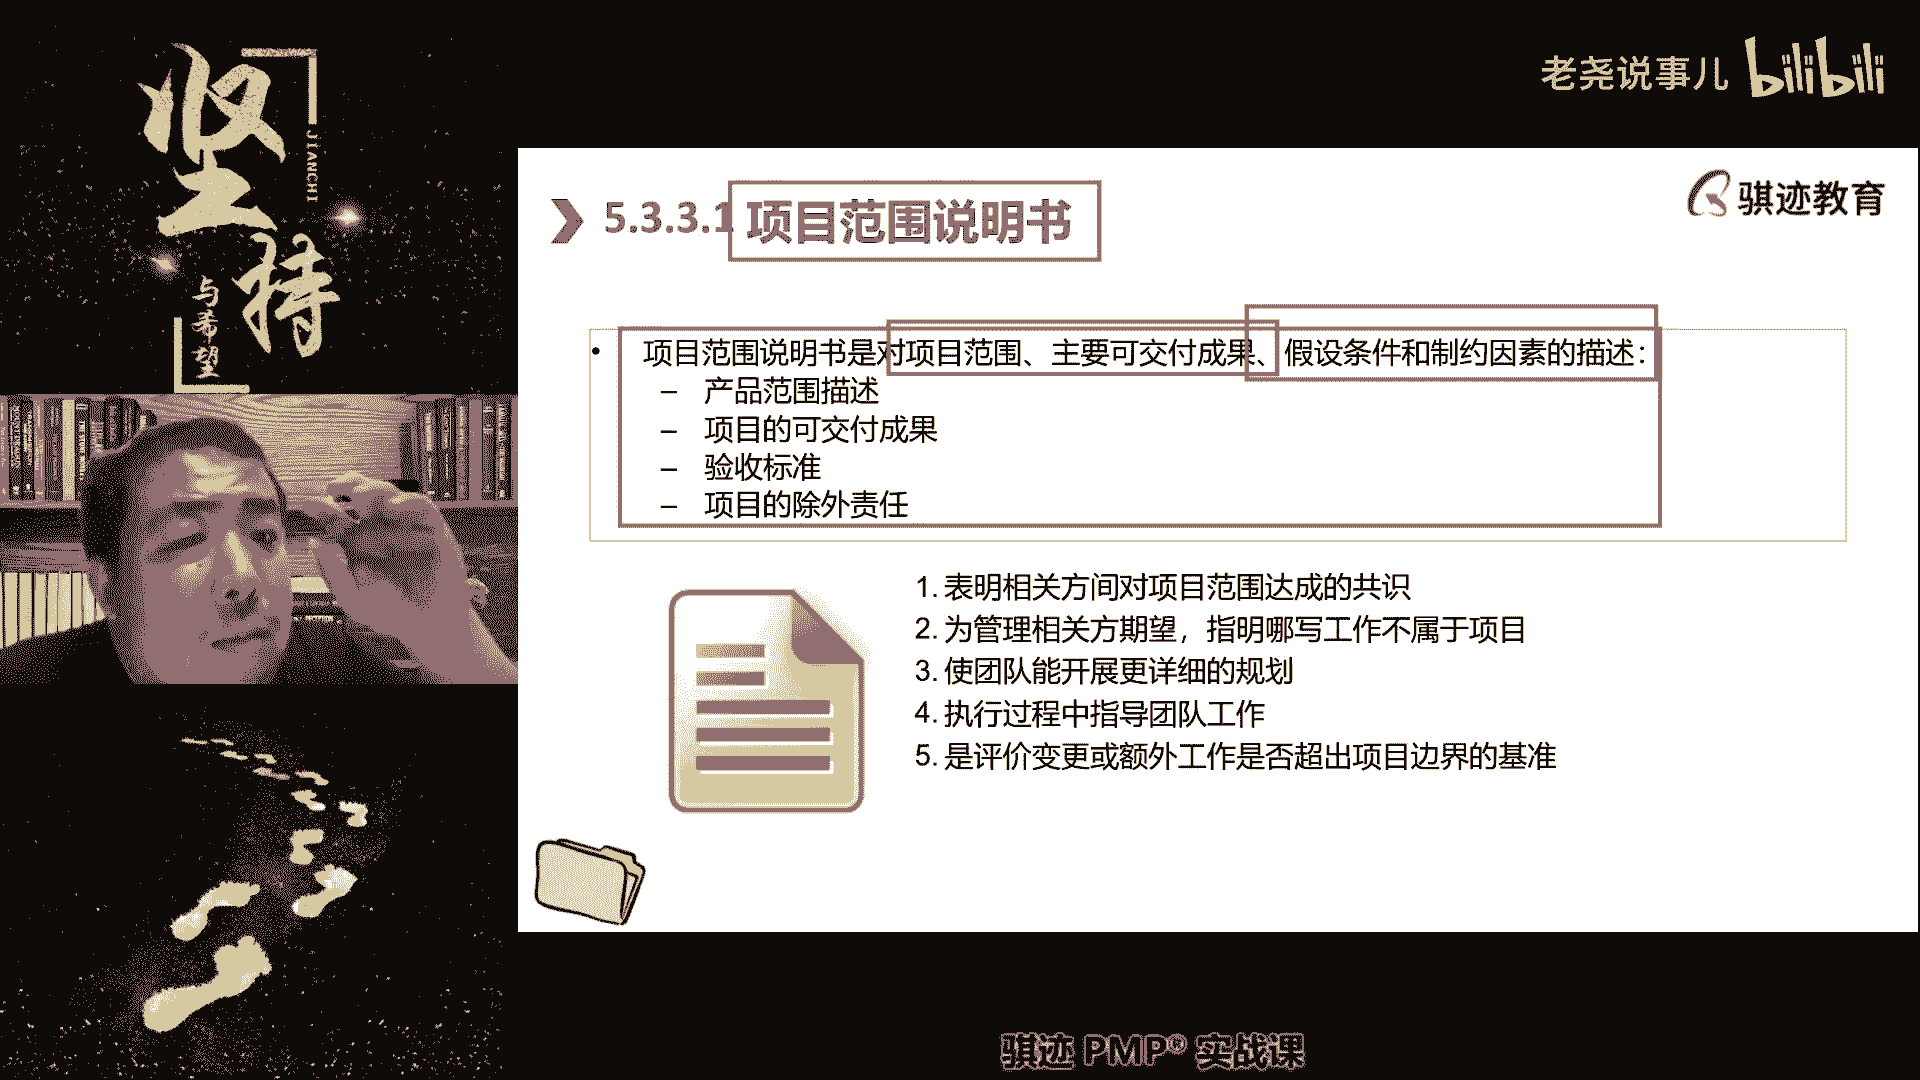 坚持
JIANCHI
与希望
老尧说事儿 bilibili
骐迹教育
5.3.3.1 项目范围说明书
• 项目范围说明书是对项目范围、主要可交付成果、假设条件和制约因素的描述：
– 产品范围描述
– 项目的可交付成果
– 验收标准
– 项目的除外责任
1. 表明相关方间对项目范围达成的共识
2. 为管理相关方期望，指明哪写工作不属于项目
3. 使团队能开展更详细的规划
4. 执行过程中指导团队工作
5. 是评价变更或额外工作是否超出项目边界的基准
骐迹 PMP® 实战课